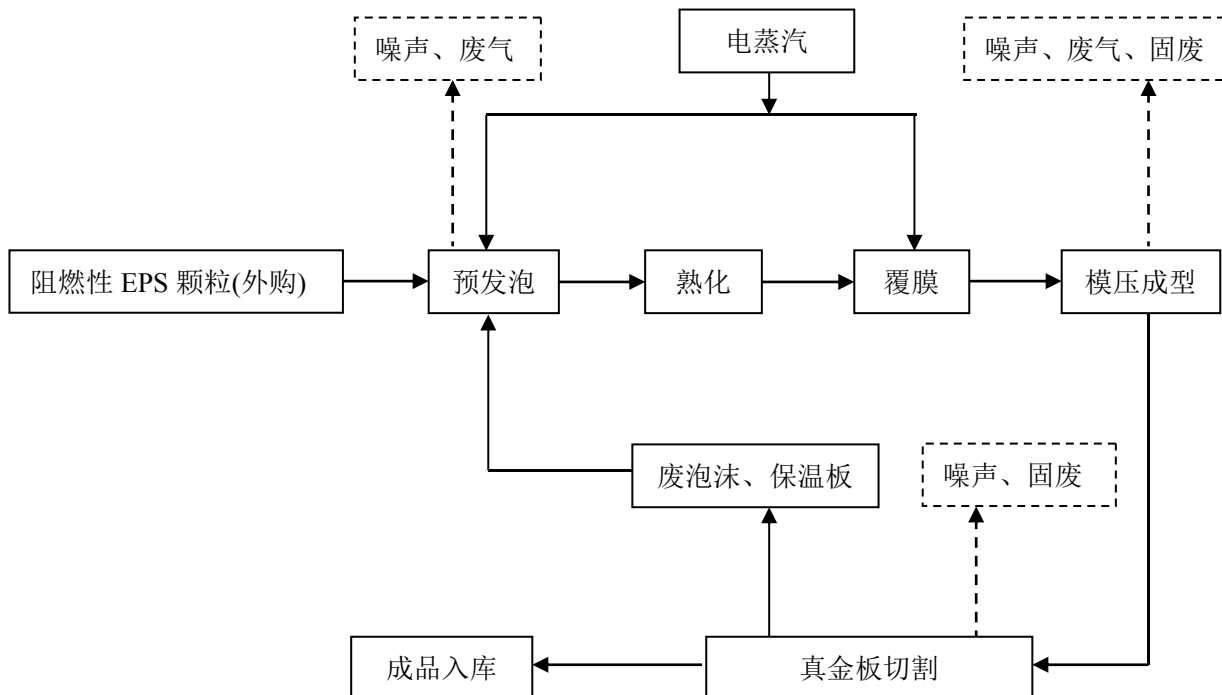 噪声、废气
电蒸汽
噪声、废气、固废
阻燃性 EPS 颗粒(外购)
预发泡
熟化
覆膜
模压成型
废泡沫、保温板
噪声、固废
成品入库
真金板切割